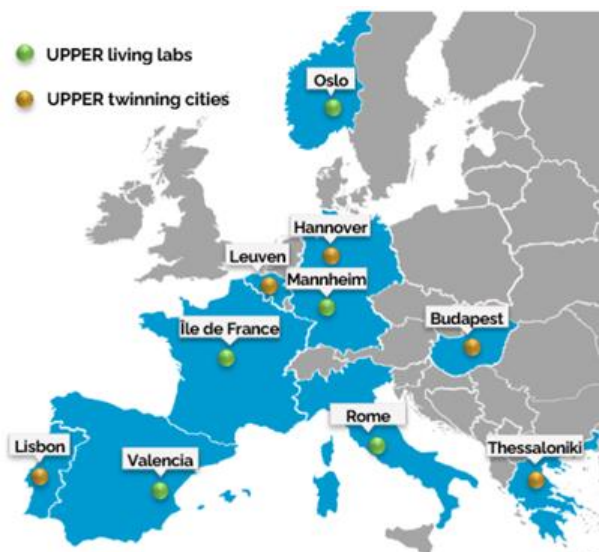 UPPER living labs
UPPER twinning cities
Oslo
Hannover
Leuven
Mannheim
Budapest
Île de France
Rome
Lisbon
Valencia
Thessaloniki